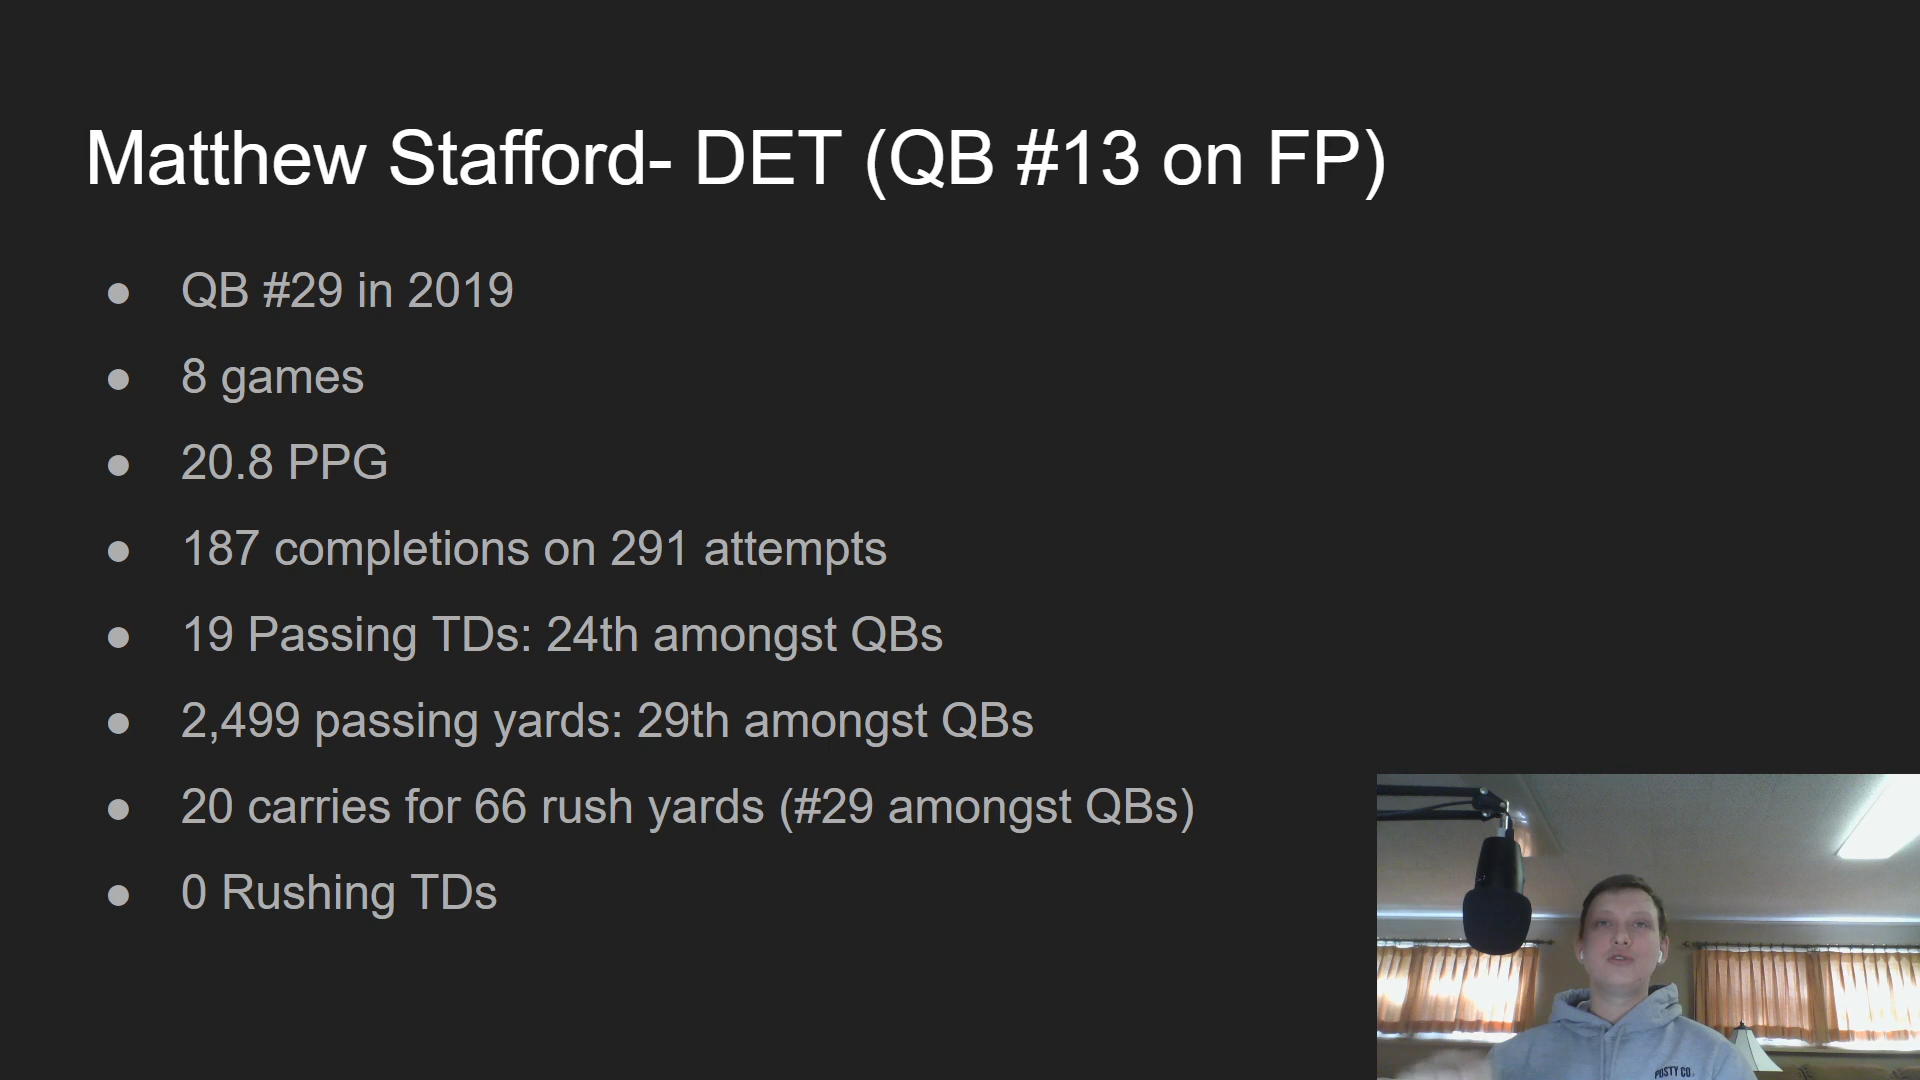 Matthew Stafford- DET (QB #13 on FP)
● QB #29 in 2019
● 8 games
● 20.8 PPG
● 187 completions on 291 attempts
● 19 Passing TDs: 24th amongst QBs
● 2,499 passing yards: 29th amongst QBs
● 20 carries for 66 rush yards (#29 amongst QBs)
● 0 Rushing TDs
POSTY CO.